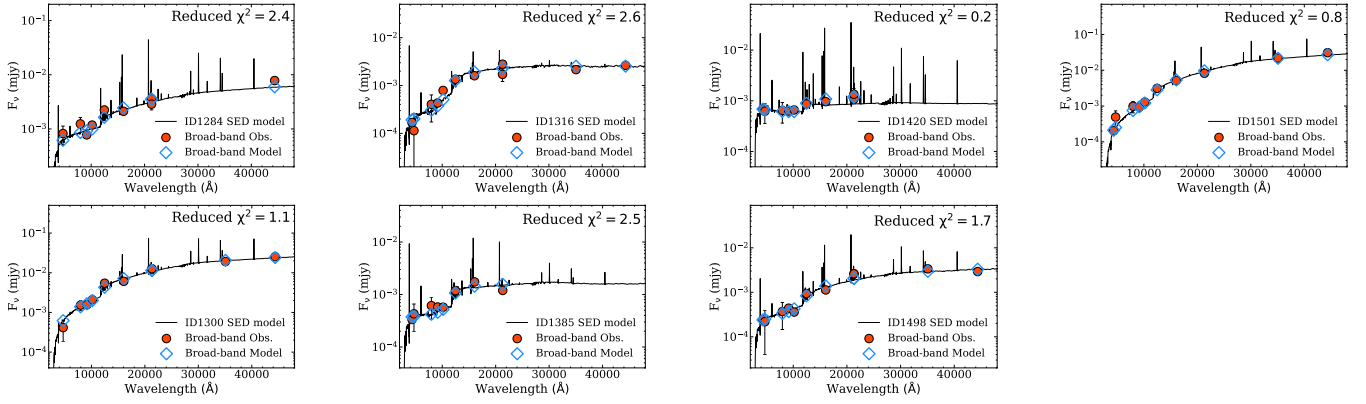 Reduced χ² = 2.4
10⁻¹
10⁻²
10⁻³
Fν (mjy)
ID1284 SED model
Broad-band Obs.
Broad-band Model
10000 20000 30000 40000
Wavelength (Å)
Reduced χ² = 2.6
10⁻²
10⁻³
10⁻⁴
Fν (mjy)
ID1316 SED model
Broad-band Obs.
Broad-band Model
10000 20000 30000 40000
Wavelength (Å)
Reduced χ² = 0.2
10⁻²
10⁻³
10⁻⁴
Fν (mjy)
ID1420 SED model
Broad-band Obs.
Broad-band Model
10000 20000 30000 40000
Wavelength (Å)
Reduced χ² = 0.8
10⁻¹
10⁻²
10⁻³
10⁻⁴
Fν (mjy)
ID1501 SED model
Broad-band Obs.
Broad-band Model
10000 20000 30000 40000
Wavelength (Å)
Reduced χ² = 1.1
10⁻¹
10⁻²
10⁻³
10⁻⁴
Fν (mjy)
ID1300 SED model
Broad-band Obs.
Broad-band Model
10000 20000 30000 40000
Wavelength (Å)
Reduced χ² = 2.5
10⁻²
10⁻³
10⁻⁴
Fν (mjy)
ID1385 SED model
Broad-band Obs.
Broad-band Model
10000 20000 30000 40000
Wavelength (Å)
Reduced χ² = 1.7
10⁻²
10⁻³
10⁻⁴
Fν (mjy)
ID1498 SED model
Broad-band Obs.
Broad-band Model
10000 20000 30000 40000
Wavelength (Å)